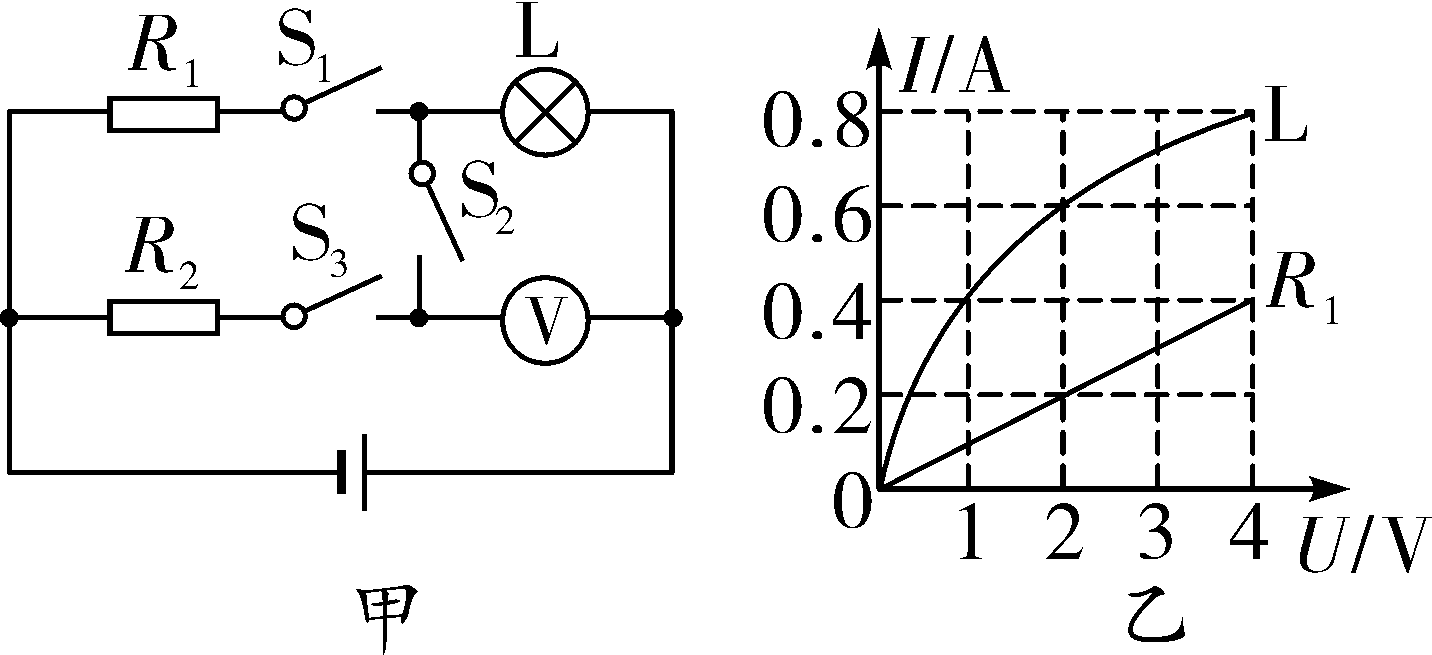 R₁ S₁ L
S₂
R₂ S₃ V
甲
I/A
0.8 L
0.6
0.4 R₁
0.2
0
1 2 3 4 U/V
乙